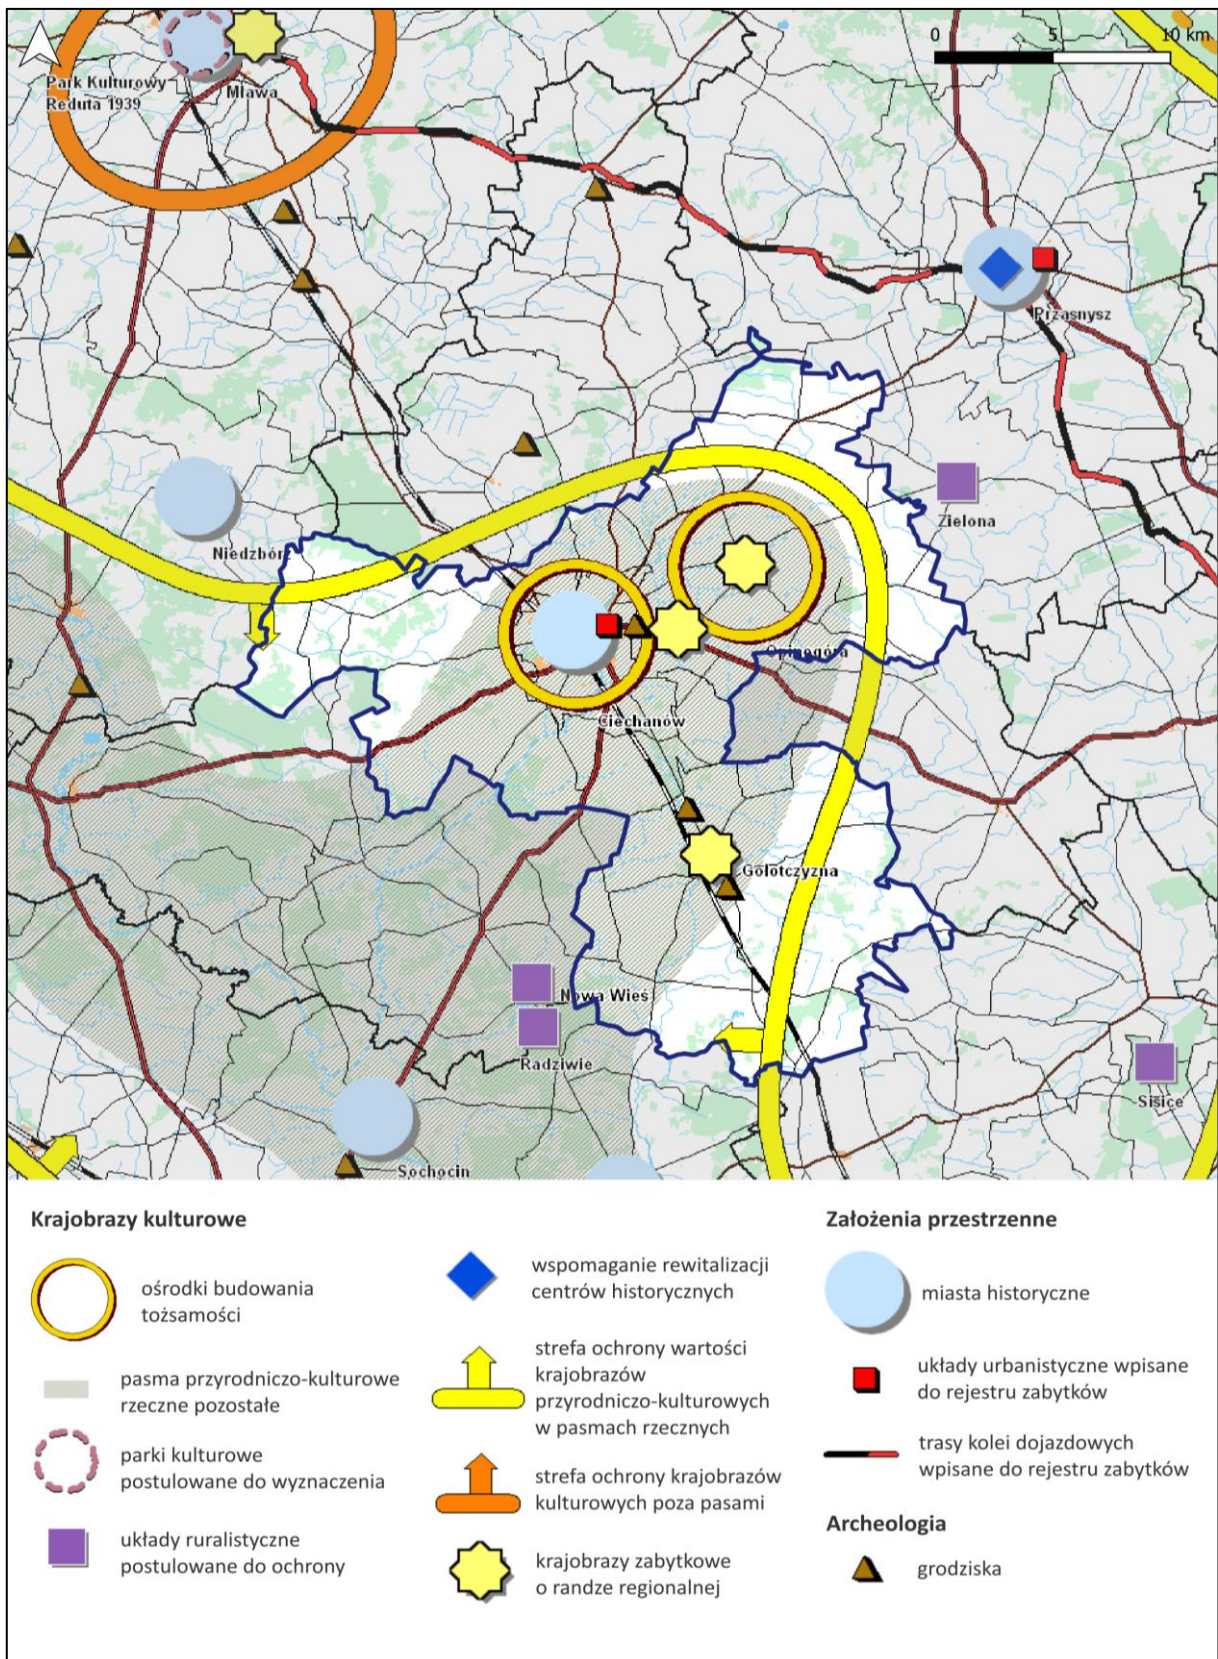 0 5 10 km
Park Kulturowy
Reduta 1939
Mława
Przasnysz
Zielona
Niedzbórz
Opinogóra
Ciechanów
Gołotczyzna
Nowa Wieś
Radziwie
Sisice
Sochocin
Krajobrazy kulturowe
ośrodki budowania
tożsamości
pasma przyrodniczo-kulturowe
rzeczne pozostałe
parki kulturowe
postulowane do wyznaczenia
układy ruralistyczne
postulowane do ochrony
wspomaganie rewitalizacji
centrów historycznych
strefa ochrony wartości
krajobrazów
przyrodniczo-kulturowych
w pasmach rzecznych
strefa ochrony krajobrazów
kulturowych poza pasami
krajobrazy zabytkowe
o randze regionalnej
Założenia przestrzenne
miasta historyczne
układy urbanistyczne wpisane
do rejestru zabytków
trasy kolei dojazdowych
wpisane do rejestru zabytków
Archeologia
grodziska